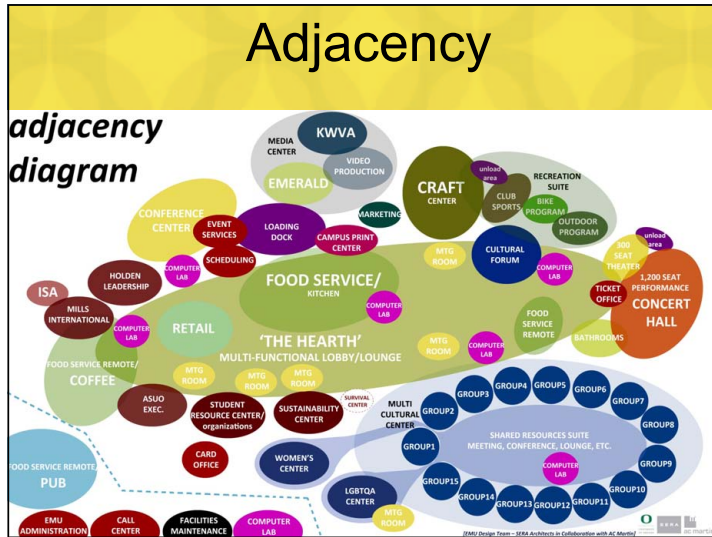 Adjacency
adjacency
diagram
KWVA
MEDIA
CENTER
VIDEO
PRODUCTION
EMERALD
CRAFT
CENTER
unload
area
RECREATION
SUITE
CLUB
SPORTS
BIKE
PROGRAM
OUTDOOR
PROGRAM
CONFERENCE
CENTER
EVENT
SERVICES
LOADING
DOCK
MARKETING
CAMPUS PRINT
CENTER
SCHEDULING
MTG
ROOM
CULTURAL
FORUM
COMPUTER
LAB
300
SEAT
THEATER
unload
area
TICKET
OFFICE
1,200 SEAT
PERFORMANCE
CONCERT
HALL
ISA
HOLDEN
LEADERSHIP
COMPUTER
LAB
FOOD SERVICE/
KITCHEN
COMPUTER
LAB
MILLS
INTERNATIONAL
COMPUTER
LAB
RETAIL
'THE HEARTH'
MULTI-FUNCTIONAL LOBBY/LOUNGE
MTG
ROOM
COMPUTER
LAB
FOOD
SERVICE
REMOTE
BATHROOMS
FOOD SERVICE REMOTE/
COFFEE
MTG
ROOM
MTG
ROOM
MTG
ROOM
ASUO
EXEC.
STUDENT
RESOURCE CENTER/
organizations
SUSTAINABILITY
CENTER
SURVIVAL
CENTER
CARD
OFFICE
MULTI
CULTURAL
CENTER
GROUP1
GROUP2
GROUP3
GROUP4
GROUP5
GROUP6
GROUP7
GROUP8
GROUP9
GROUP10
GROUP11
GROUP12
GROUP13
GROUP14
GROUP15
SHARED RESOURCES SUITE
MEETING, CONFERENCE, LOUNGE, ETC.
COMPUTER
LAB
WOMEN'S
CENTER
LGBTQA
CENTER
MTG
ROOM
FOOD SERVICE REMOTE/
PUB
EMU
ADMINISTRATION
CALL
CENTER
FACILITIES
MAINTENANCE
COMPUTER
LAB
[EMU Design Team – SERA Architects in Collaboration with AC Martin]
O
SERA
ac martin